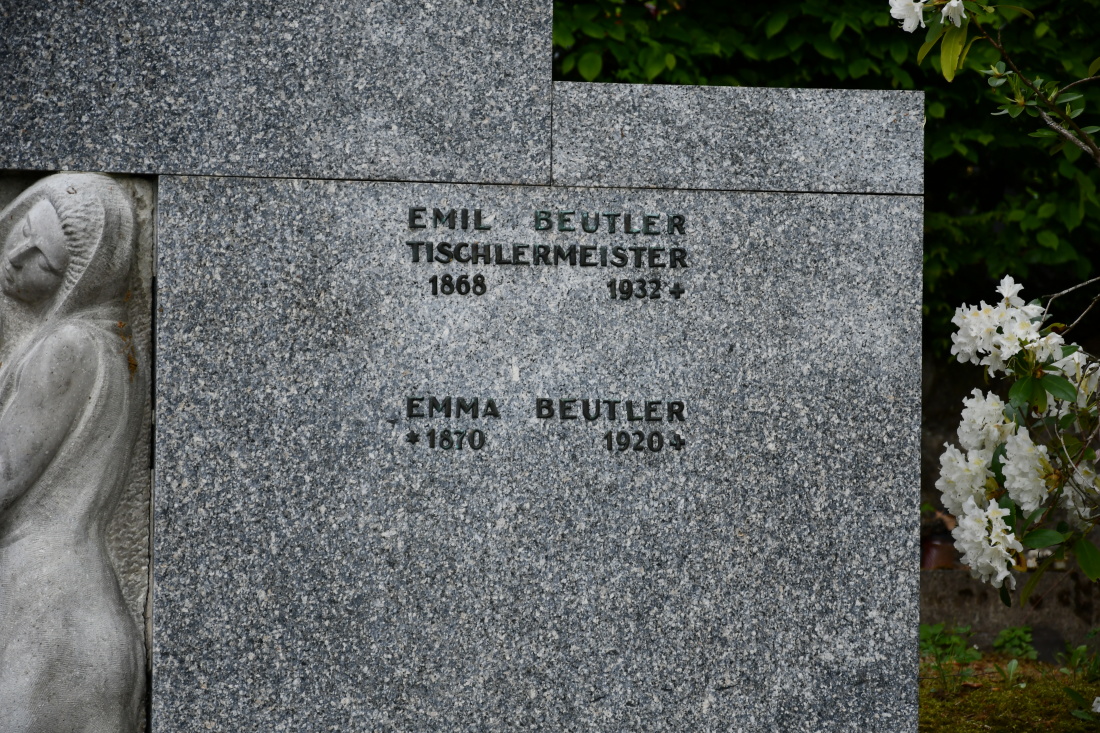 EMIL BEUTLER
TISCHLERMEISTER
1868 1932 +
EMMA BEUTLER
* 1870 1920 +